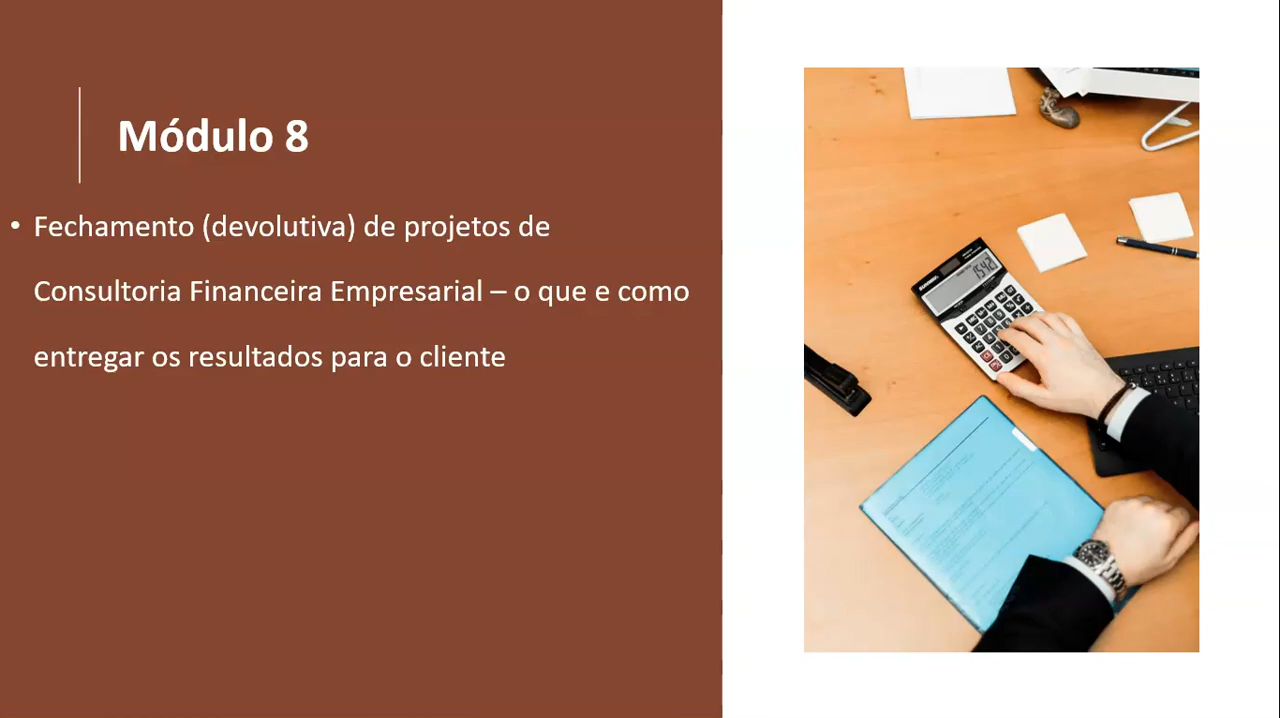 Módulo 8
• Fechamento (devolutiva) de projetos de
Consultoria Financeira Empresarial – o que e como
entregar os resultados para o cliente